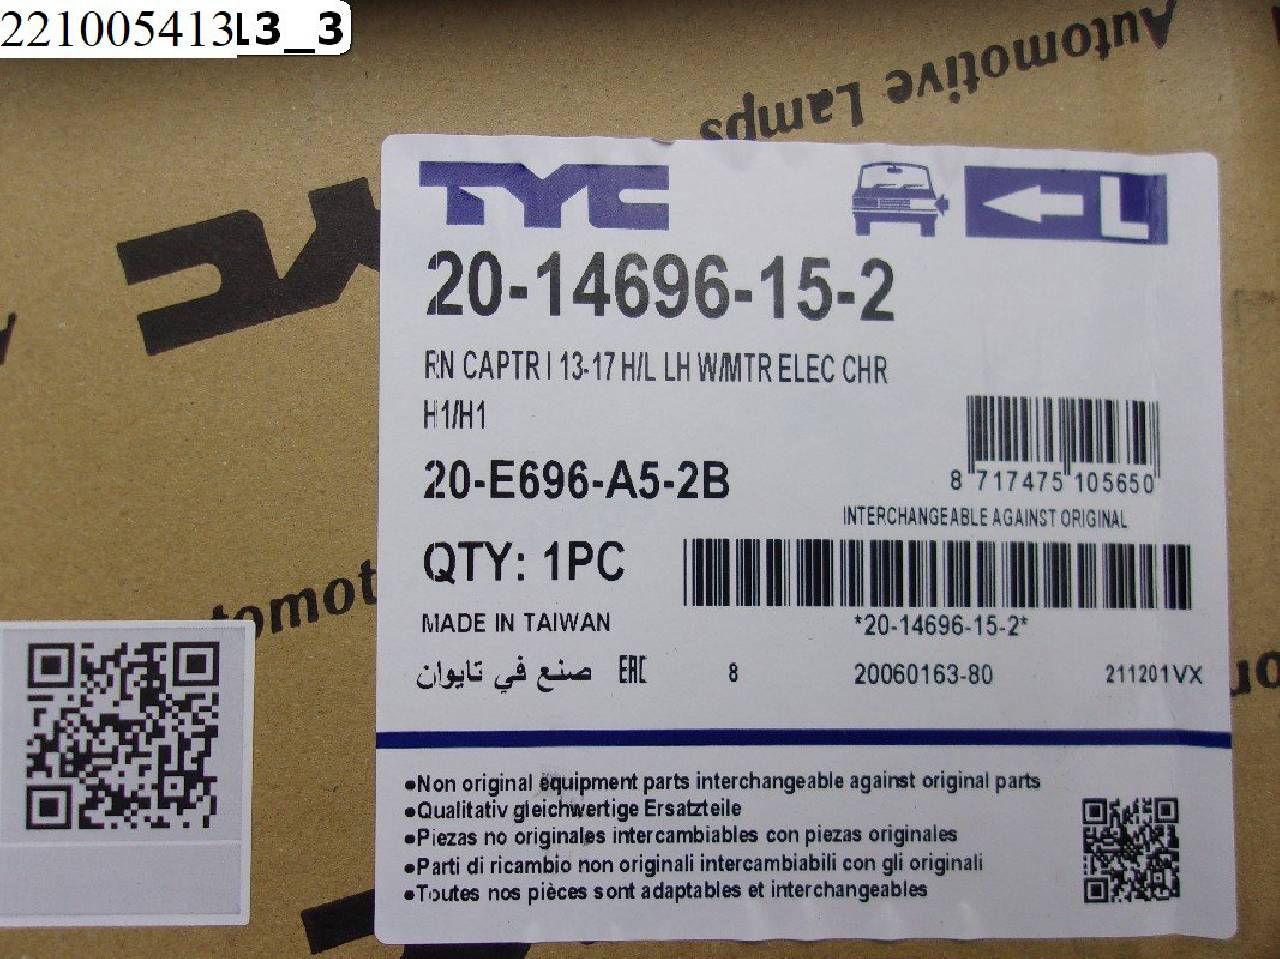 221005413L3_3
Automotive Lamps
TYC
L
20-14696-15-2
RN CAPTR I 13-17 H/L LH W/MTR ELEC CHR
H1/H1
20-E696-A5-2B
8 717475 105650
INTERCHANGEABLE AGAINST ORIGINAL
QTY: 1PC
MADE IN TAIWAN
*20-14696-15-2*
صنع في تايوان EAC 8 20060163-80 211201VX
•Non original equipment parts interchangeable against original parts
•Qualitativ gleichwertige Ersatzteile
•Piezas no originales intercambiables con piezas originales
•Parti di ricambio non originali intercambiabili con gli originali
•Toutes nos pièces sont adaptables et interchangeables